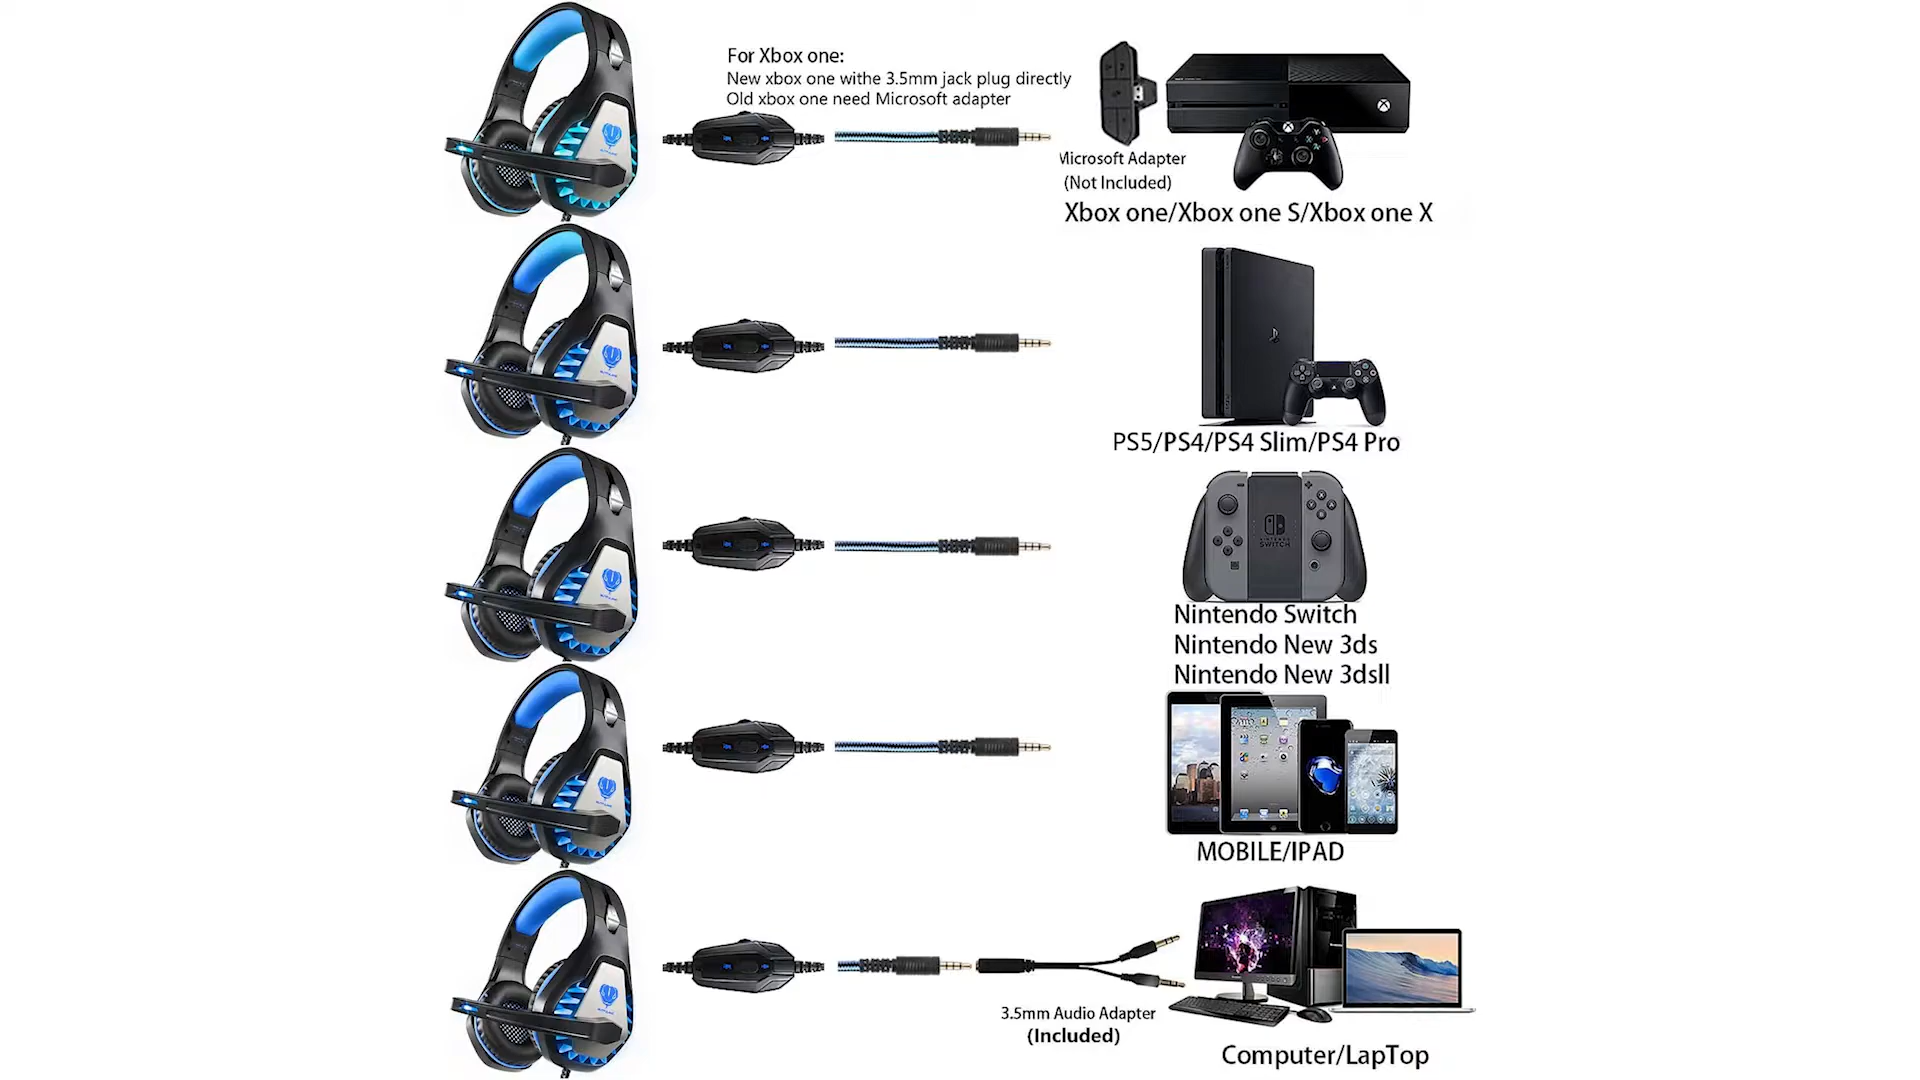 For Xbox one:
New xbox one withe 3.5mm jack plug directly
Old xbox one need Microsoft adapter
Microsoft Adapter
(Not Included)
Xbox one/Xbox one S/Xbox one X
PS5/PS4/PS4 Slim/PS4 Pro
NINTENDO
SWITCH
Nintendo Switch
Nintendo New 3ds
Nintendo New 3dsll
MOBILE/IPAD
3.5mm Audio Adapter
(Included)
Computer/LapTop